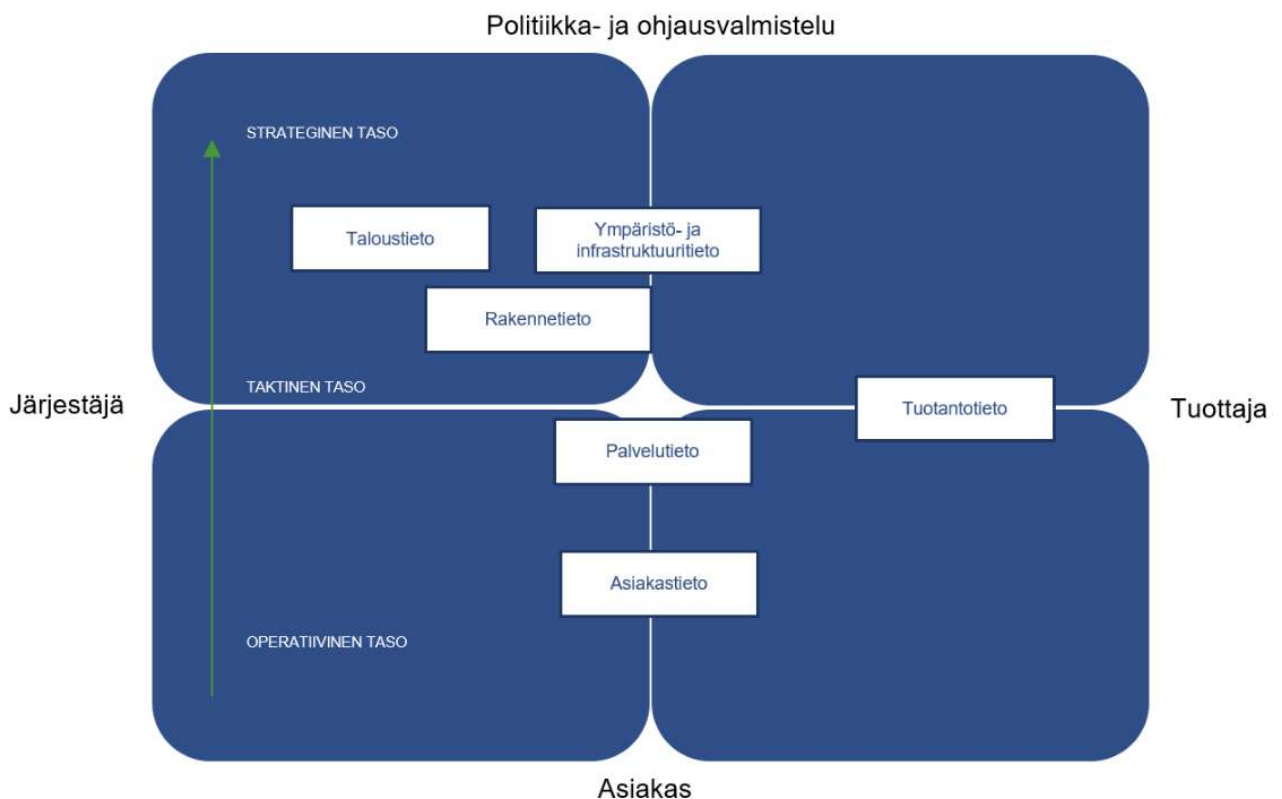 Politiikka- ja ohjausvalmistelu
STRATEGINEN TASO
Taloustieto
Ympäristö- ja
infrastruktuuritieto
Rakennetieto
TAKTINEN TASO
Järjestäjä
Tuotantotieto
Tuottaja
Palvelutieto
Asiakastieto
OPERATIIVINEN TASO
Asiakas